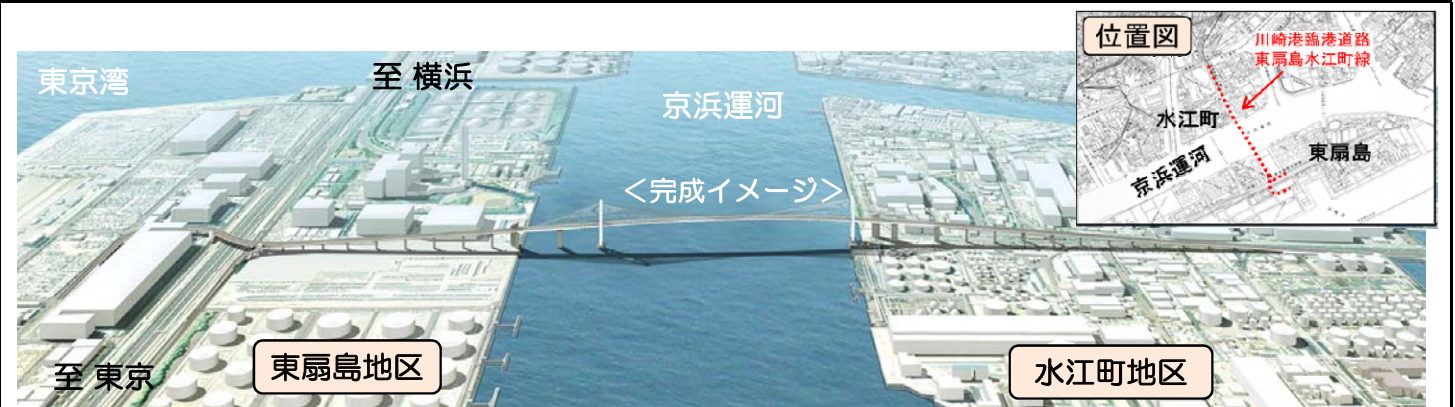 東京湾
至 横浜
京浜運河
＜完成イメージ＞
至 東京
東扇島地区
水江町地区
位置図
川崎港臨港道路
東扇島水江町線
水江町
東扇島
京浜運河